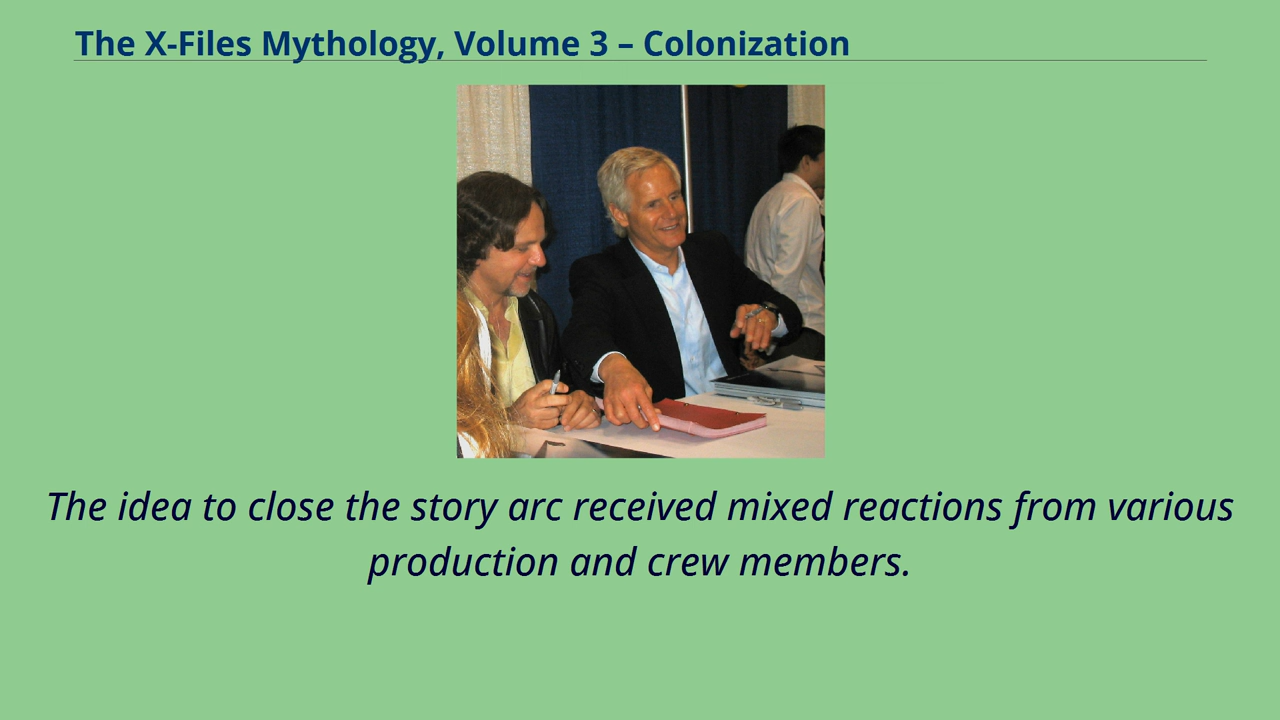 The X-Files Mythology, Volume 3 – Colonization
The idea to close the story arc received mixed reactions from various
production and crew members.